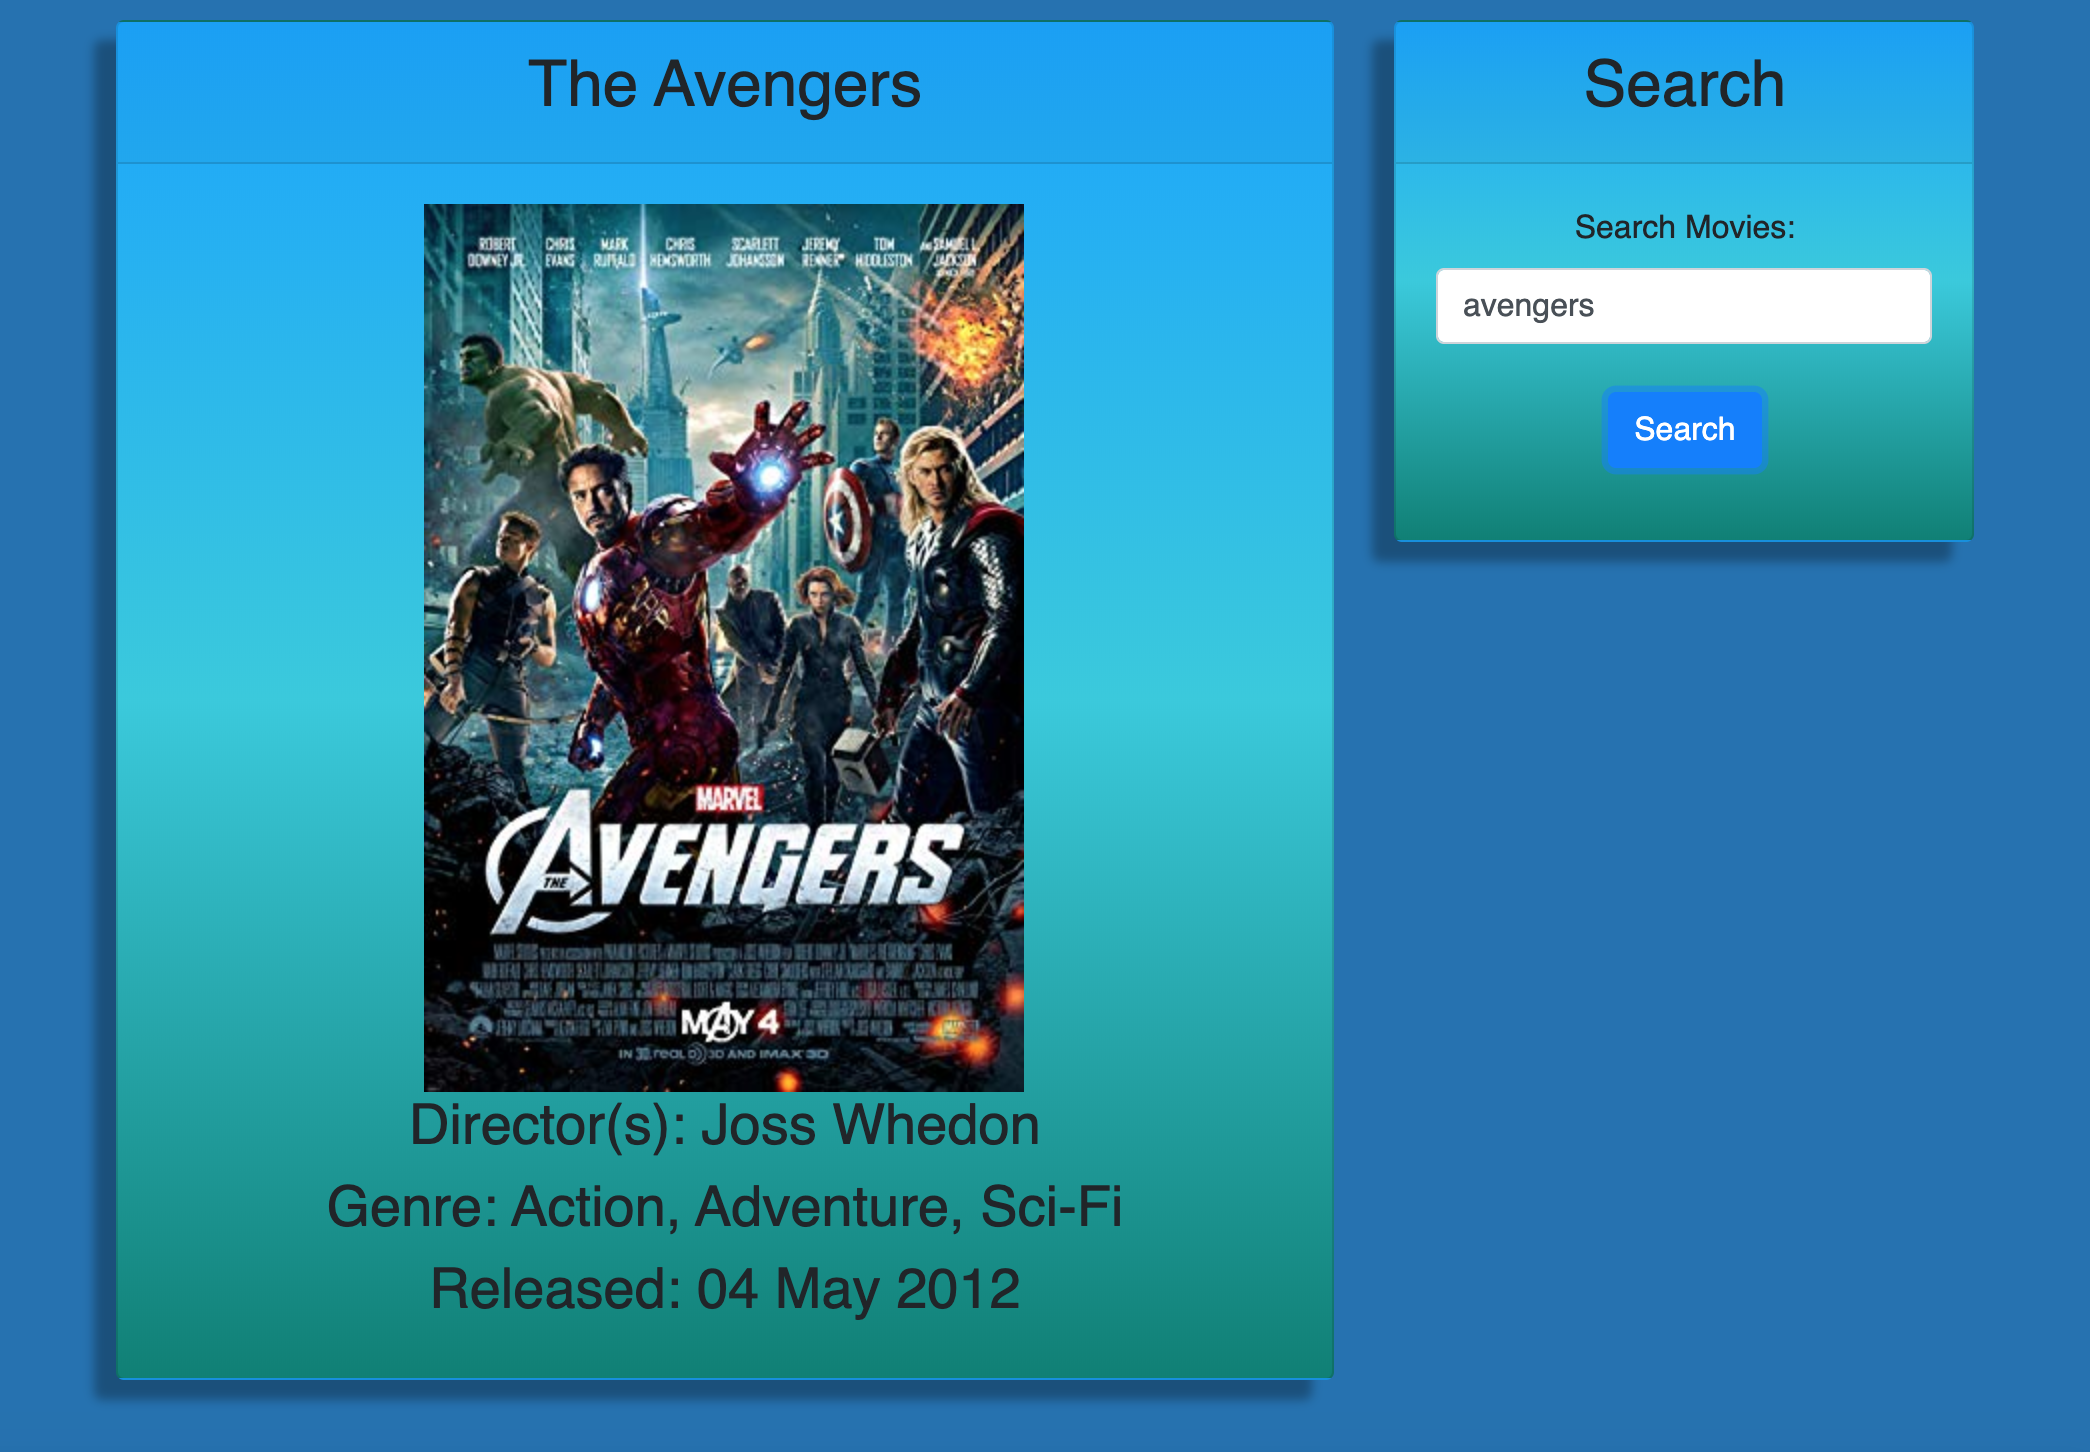 The Avengers
ROBERT DOWNEY JR.
CHRIS EVANS
MARK RUFFALO
CHRIS HEMSWORTH
SCARLETT JOHANSSON
JEREMY RENNER
TOM HIDDLESTON
AND SAMUEL L. JACKSON
MARVEL
THE AVENGERS
MAY 4
IN 3D, REAL D 3D AND IMAX 3D
Director(s): Joss Whedon
Genre: Action, Adventure, Sci-Fi
Released: 04 May 2012
Search
Search Movies:
avengers
Search